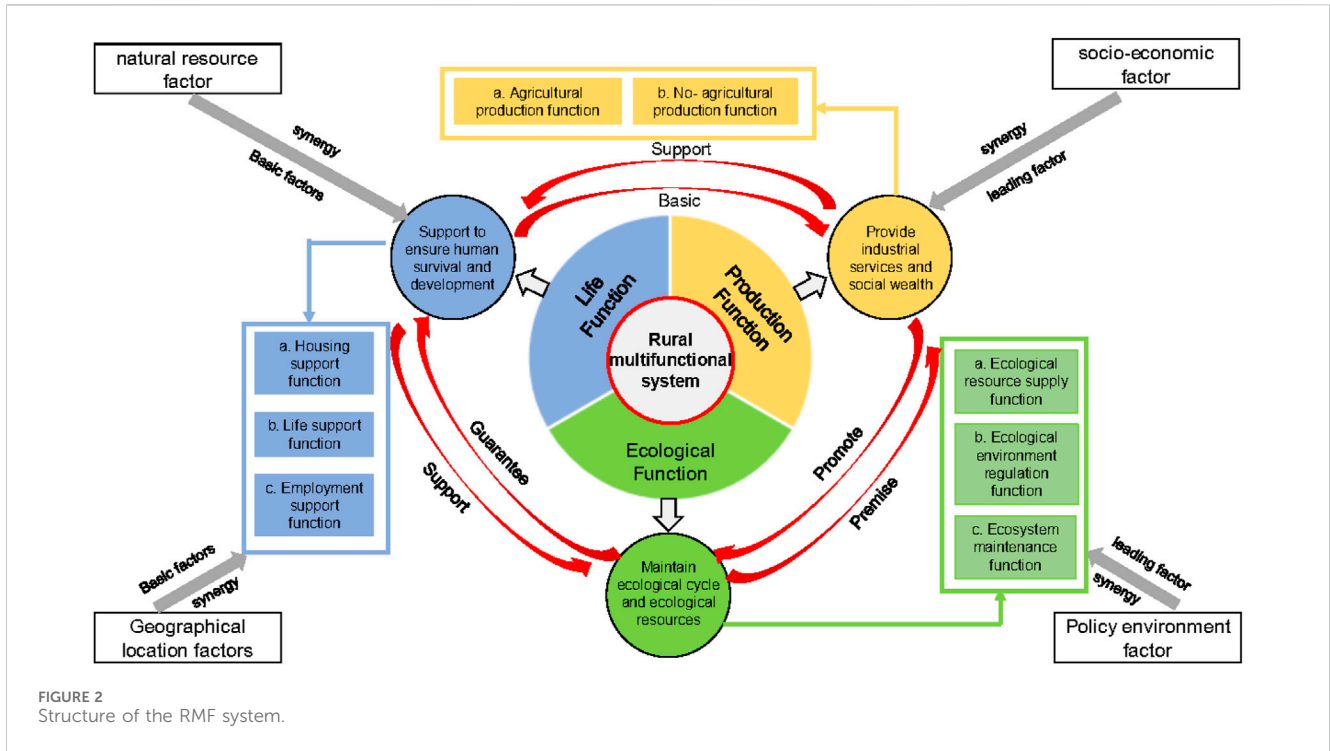 natural resource
factor
socio-economic
factor
a. Agricultural
production function
b. No- agricultural
production function
synergy
Basic factors
synergy
leading factor
Support
Basic
Support to
ensure human
survival and
development
Provide
industrial
services and
social wealth
Life
Function
Production
Function
Rural
multifunctional
system
Ecological
Function
a. Housing
support
function
b. Life support
function
c. Employment
support
function
a. Ecological
resource supply
function
b. Ecological
environment
regulation
function
c. Ecosystem
maintenance
function
Guarantee
Support
Promote
Premise
Maintain
ecological cycle
and ecological
resources
Basic factors
synergy
leading factor
synergy
Geographical
location factors
Policy environment
factor
FIGURE 2
Structure of the RMF system.